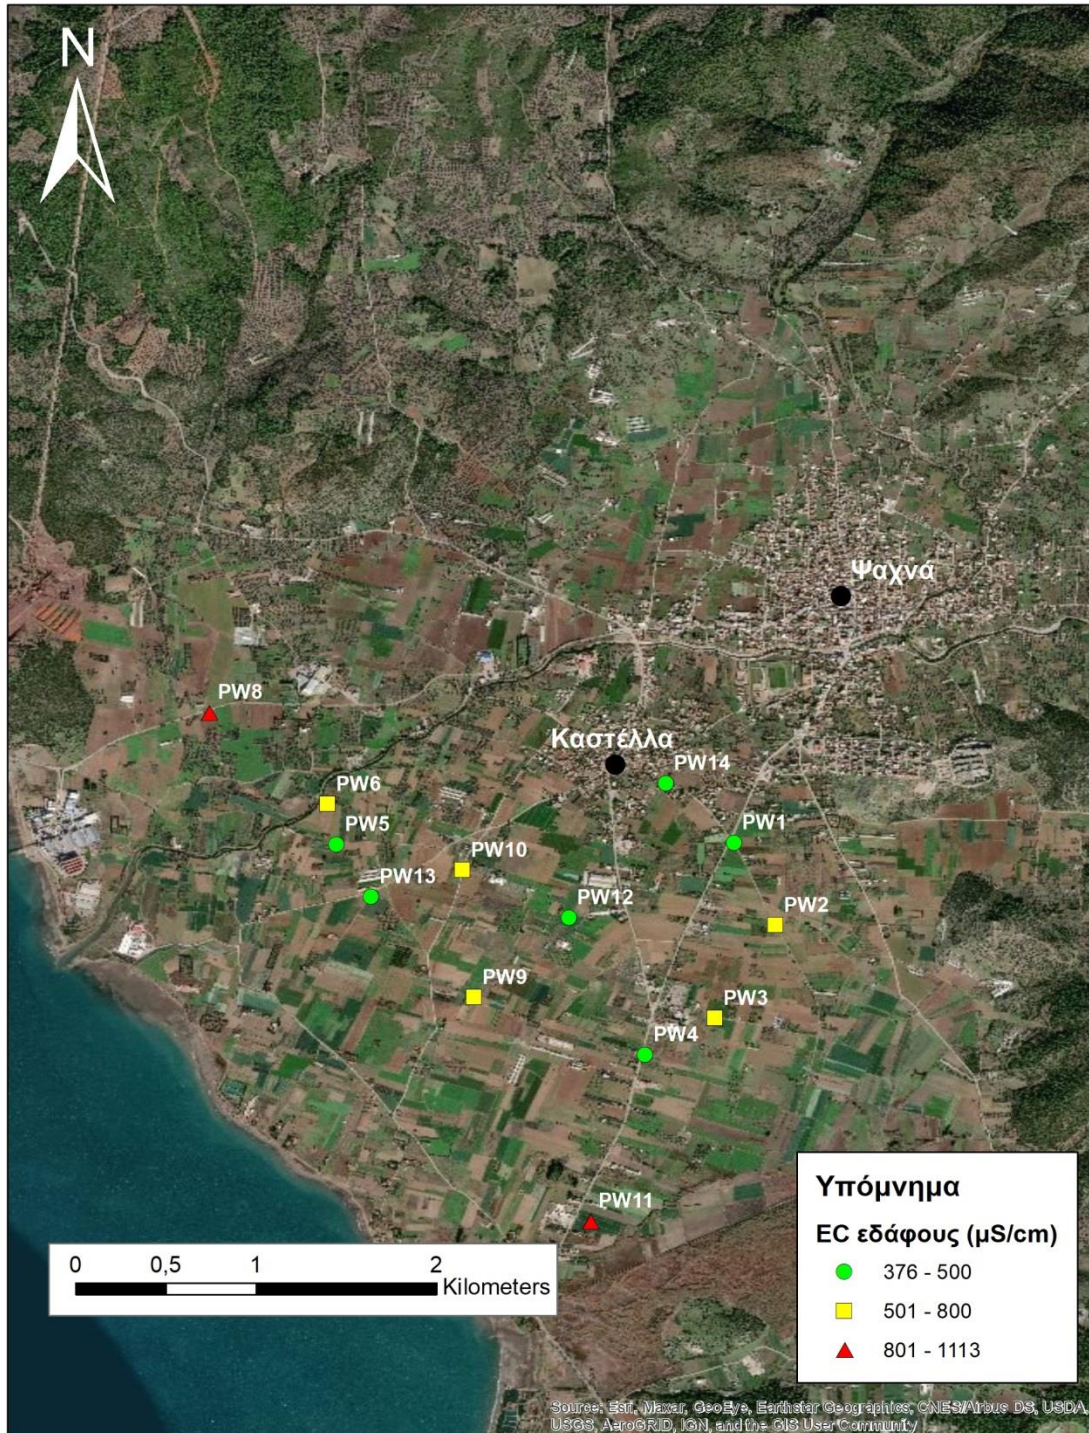 N
Ψαχνά
PW8
Καστέλλα
PW14
PW6
PW5
PW1
PW10
PW13
PW12
PW2
PW9
PW3
PW4
PW11
Υπόμνημα
EC εδάφους (μS/cm)
376 - 500
501 - 800
801 - 1113
0 0,5 1 2
Kilometers
Source: Esri, Maxar, GeoEye, Earthstar Geographics, CNES/Airbus DS, USDA,
USGS, AeroGRID, IGN, and the GIS User Community